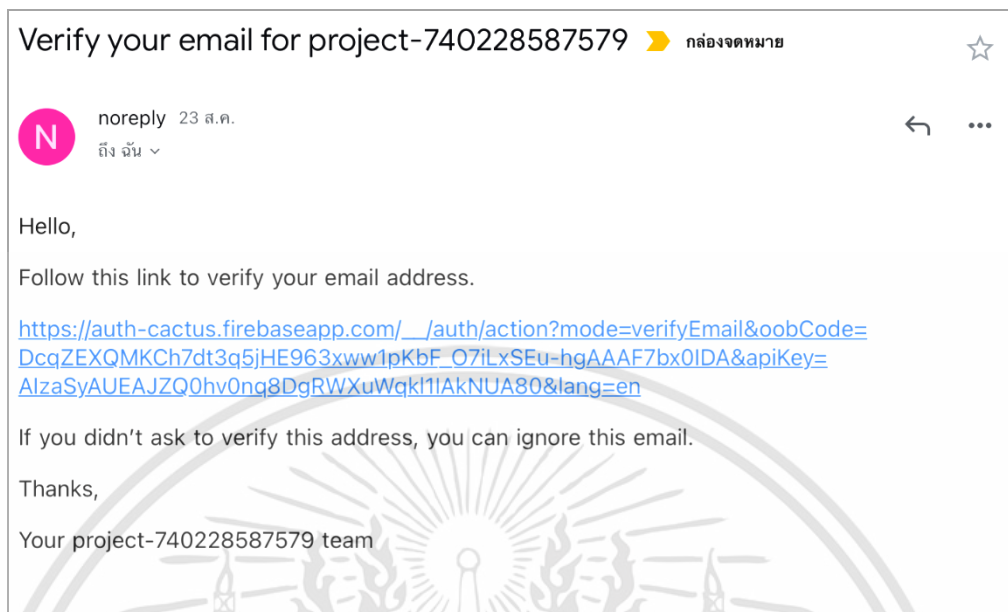 Verify your email for project-740228587579 กล่องจดหมาย
N
noreply 23 ส.ค.
ถึง ฉัน
Hello,
Follow this link to verify your email address.
https://auth-cactus.firebaseapp.com/__/auth/action?mode=verifyEmail&oobCode=
DcqZEXQMKCh7dt3q5jHE963xww1pKbF_O7iLxSEu-hgAAAF7bx0IDA&apiKey=
AIzaSyAUEAJZQ0hv0nq8DgRWXuWqkl1IAkNUA80&lang=en
If you didn’t ask to verify this address, you can ignore this email.
Thanks,
Your project-740228587579 team